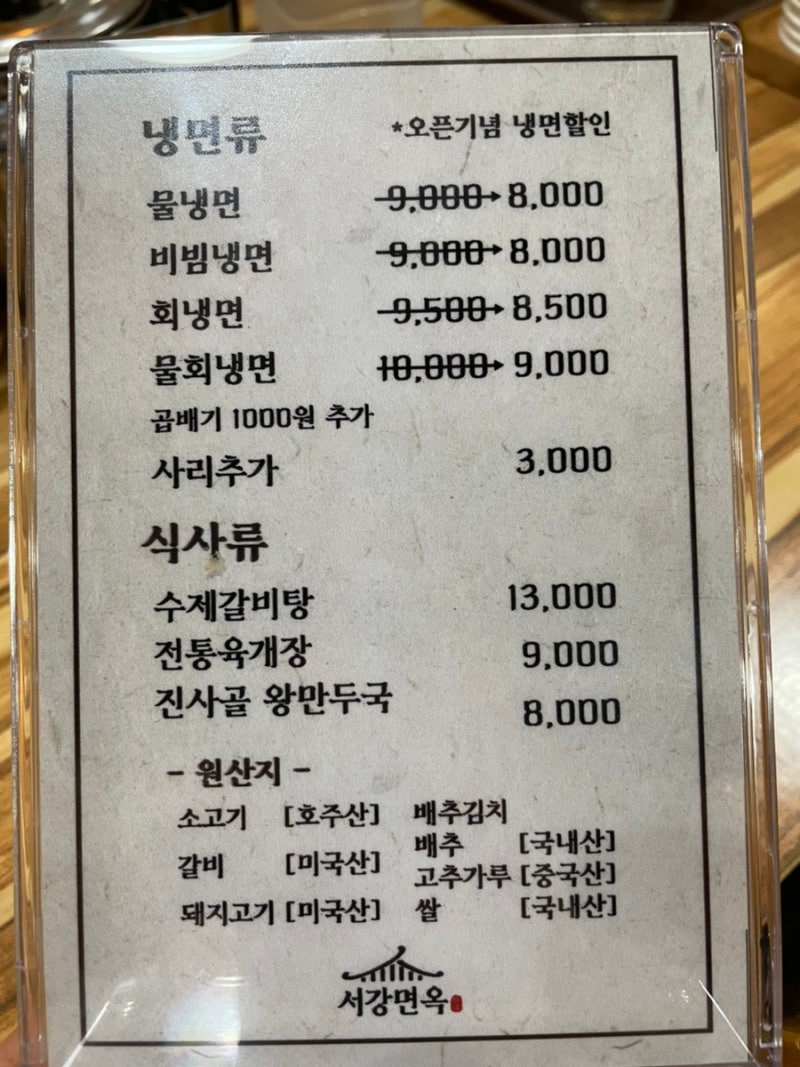 냉면류 *오픈기념 냉면할인
물냉면 9,000→8,000
비빔냉면 9,000→8,000
회냉면 9,500→8,500
물회냉면 10,000→9,000
곱배기 1000원 추가
사리추가 3,000
식사류
수제갈비탕 13,000
전통육개장 9,000
진사골 왕만두국 8,000
- 원산지 -
소고기 [호주산] 배추김치
배추 [국내산]
갈비 [미국산]
고추가루 [중국산]
돼지고기 [미국산] 쌀 [국내산]
서강면옥